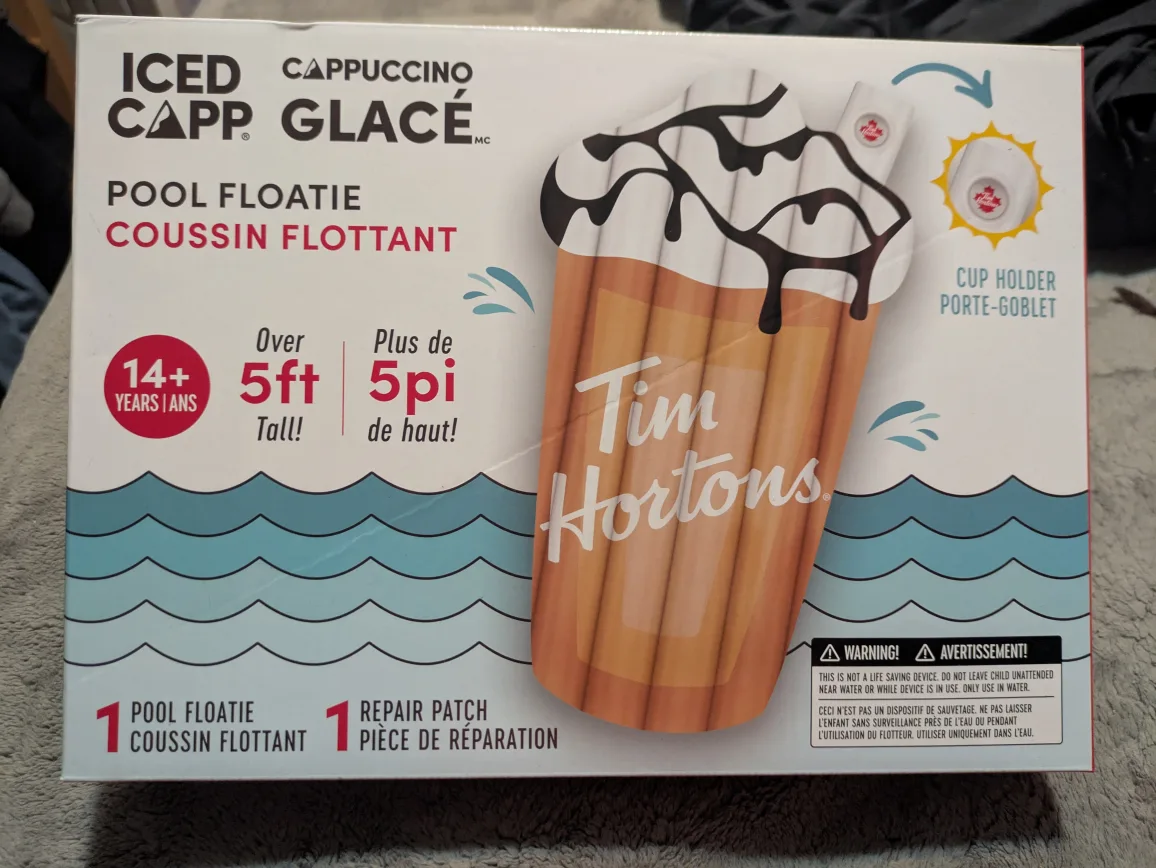 ICED
CAPP®
CAPPUCCINO
GLACÉ MC
POOL FLOATIE
COUSSIN FLOTTANT
14+
YEARS | ANS
Over
5ft
Tall!
Plus de
5pi
de haut!
Tim
Hortons®
Tim
Hortons
CUP HOLDER
PORTE-GOBLET
1 POOL FLOATIE
COUSSIN FLOTTANT
1 REPAIR PATCH
PIÈCE DE RÉPARATION
WARNING! AVERTISSEMENT!
THIS IS NOT A LIFE SAVING DEVICE. DO NOT LEAVE CHILD UNATTENDED
NEAR WATER OR WHILE DEVICE IS IN USE. ONLY USE IN WATER.
CECI N'EST PAS UN DISPOSITIF DE SAUVETAGE. NE PAS LAISSER
L'ENFANT SANS SURVEILLANCE PRÈS DE L'EAU OU PENDANT
L'UTILISATION DU FLOTTEUR. UTILISER UNIQUEMENT DANS L'EAU.